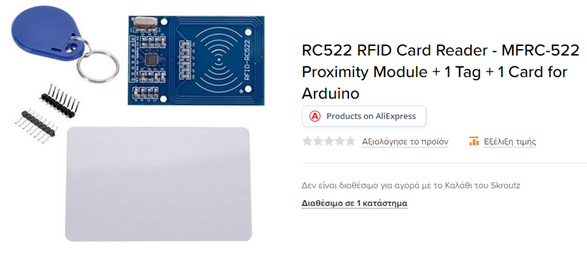 RFID-RC522
RC522 RFID Card Reader - MFRC-522
Proximity Module + 1 Tag + 1 Card for
Arduino
Products on AliExpress
Αξιολόγησε το προϊόν
Εξέλιξη τιμής
Δεν είναι διαθέσιμο για αγορά με το Καλάθι του Skroutz
Διαθέσιμο σε 1 κατάστημα